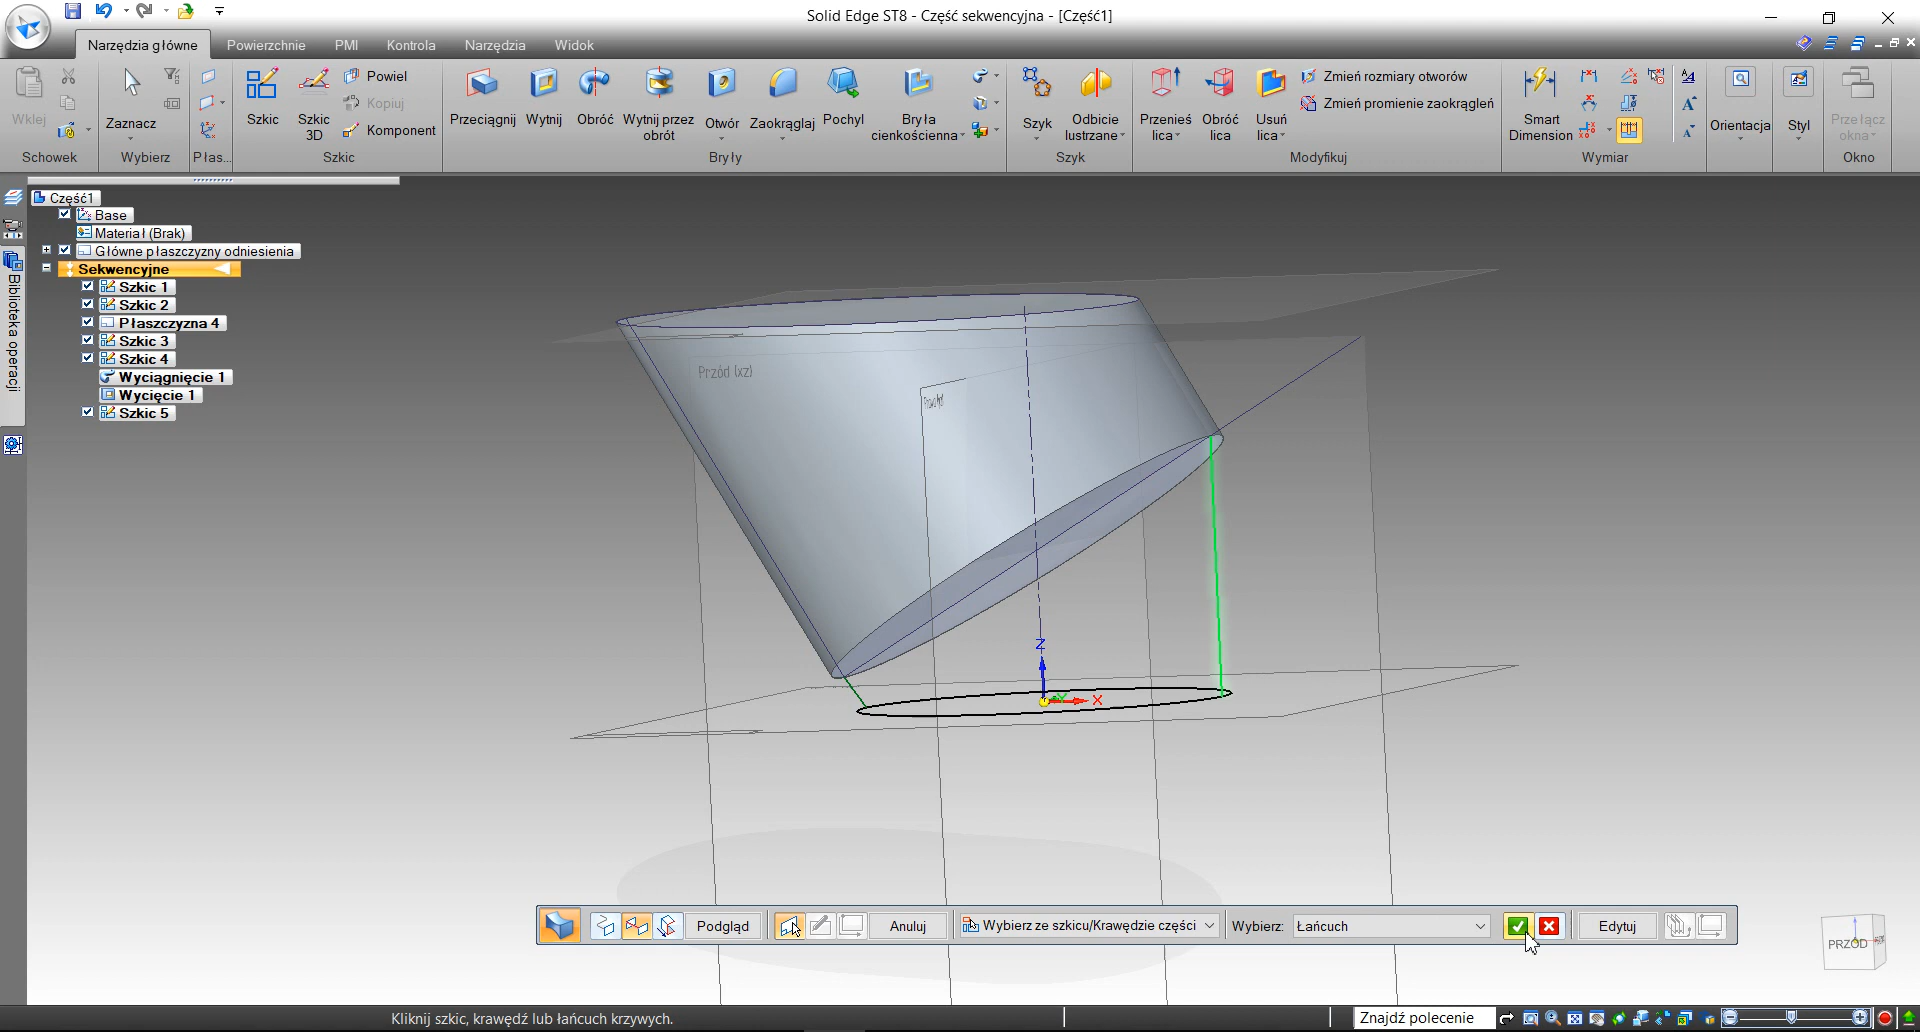 Solid Edge ST8 - Część sekwencyjna - [Część1]
Narzędzia główne
Powierzchnie
PMI
Kontrola
Narzędzia
Widok
Wklej
Schowek
Zaznacz
Wybierz
Płas...
Szkic
Szkic 3D
Powiel
Kopiuj
Komponent
Szkic
Przeciągnij
Wytnij
Obróć
Wytnij przez obrót
Otwór
Zaokrąglaj
Pochyl
Bryła cienkościenna
Bryły
Szyk
Odbicie lustrzane
Szyk
Przenieś lica
Obróć lica
Usuń lica
Zmień rozmiary otworów
Zmień promienie zaokrągleń
Modyfikuj
Smart Dimension
Wymiar
Orientacja
Styl
Przełącz okna
Okno
Biblioteka operacji
Część1
Base
Materiał (Brak)
Główne płaszczyzny odniesienia
Sekwencyjne
Szkic 1
Szkic 2
Płaszczyzna 4
Szkic 3
Szkic 4
Wyciągnięcie 1
Wycięcie 1
Szkic 5
Przód (xz)
Z
Y
X
Podgląd
Anuluj
Wybierz ze szkicu/Krawędzie części
Wybierz:
Łańcuch
Edytuj
PRZÓD
Kliknij szkic, krawędź lub łańcuch krzywych.
Znajdź polecenie